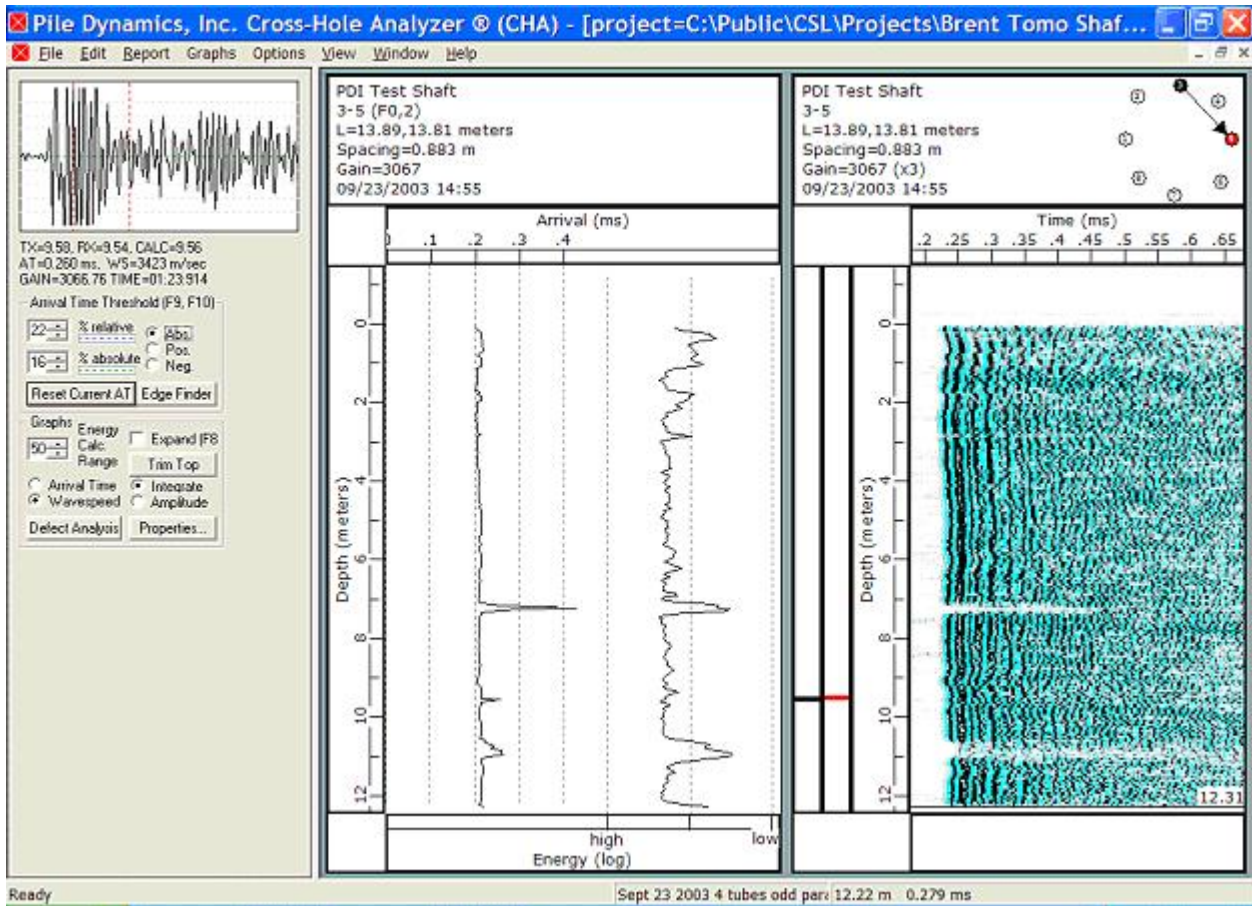 Pile Dynamics, Inc. Cross-Hole Analyzer ® (CHA) - [project=C:\Public\CSL\Projects\Brent Tomo Shaf...
File Edit Report Graphs Options View Window Help
TX=9.58, RX=9.54, CALC=9.56
AT=0.260 ms, WS=3423 m/sec
GAIN=3066.76 TIME=01:23.914
Arrival Time Threshold (F9, F10)
22 % relative
16 % absolute
Abs.
Pos.
Neg.
Reset Current AT Edge Finder
Graphs
50 Energy Calc. Range
Expand (F8
Trim Top
Arrival Time Integrate
Wavespeed Amplitude
Defect Analysis Properties...
PDI Test Shaft
3-5 (F0,2)
L=13.89,13.81 meters
Spacing=0.883 m
Gain=3067
09/23/2003 14:55
Arrival (ms)
.1 .2 .3 .4
Depth (meters)
0
2
4
6
8
10
12
high low
Energy (log)
PDI Test Shaft
3-5
L=13.89,13.81 meters
Spacing=0.883 m
Gain=3067 (x3)
09/23/2003 14:55
Time (ms)
.2 .25 .3 .35 .4 .45 .5 .55 .6 .65
Depth (meters)
0
2
4
6
8
10
12
12.31
Ready
Sept 23 2003 4 tubes odd para 12.22 m 0.279 ms